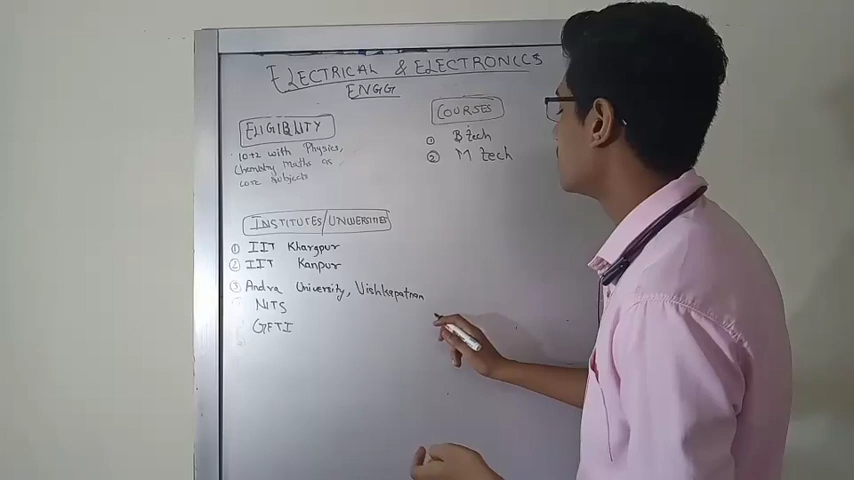 ELECTRICAL & ELECTRONICS
ENGG
ELIGIBLITY
10+2 with Physics,
Chemistry Maths as
core subjects
COURSES
① B tech
② M tech
INSTITUTES/UNIVERSITIES
① IIT Khargpur
② IIT Kanpur
③ Andra University, Vishkapatnam
NITS
GFTI